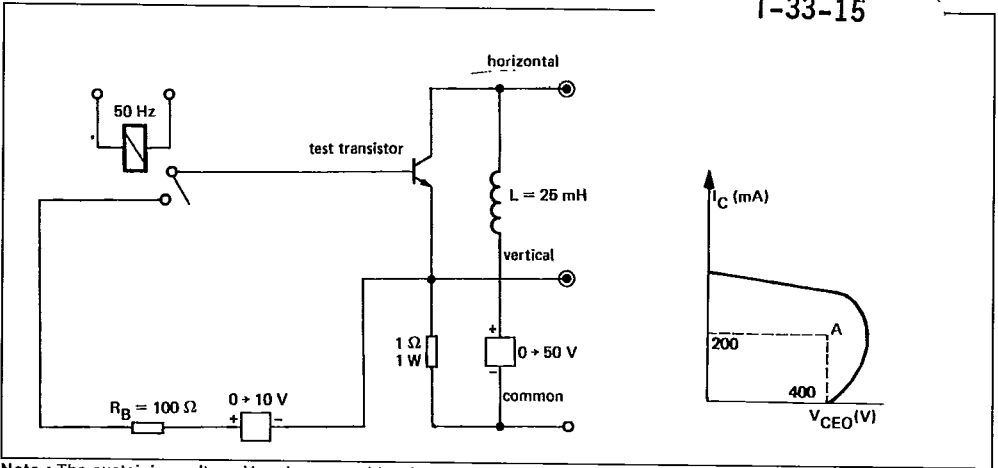 T-33-15
horizontal
50 Hz
test transistor
L = 25 mH
vertical
1 Ω
1 W
+
0 → 50 V
−
common
R_B = 100 Ω
0 → 10 V
+
−
I_C (mA)
200
A
400
V_CEO (V)